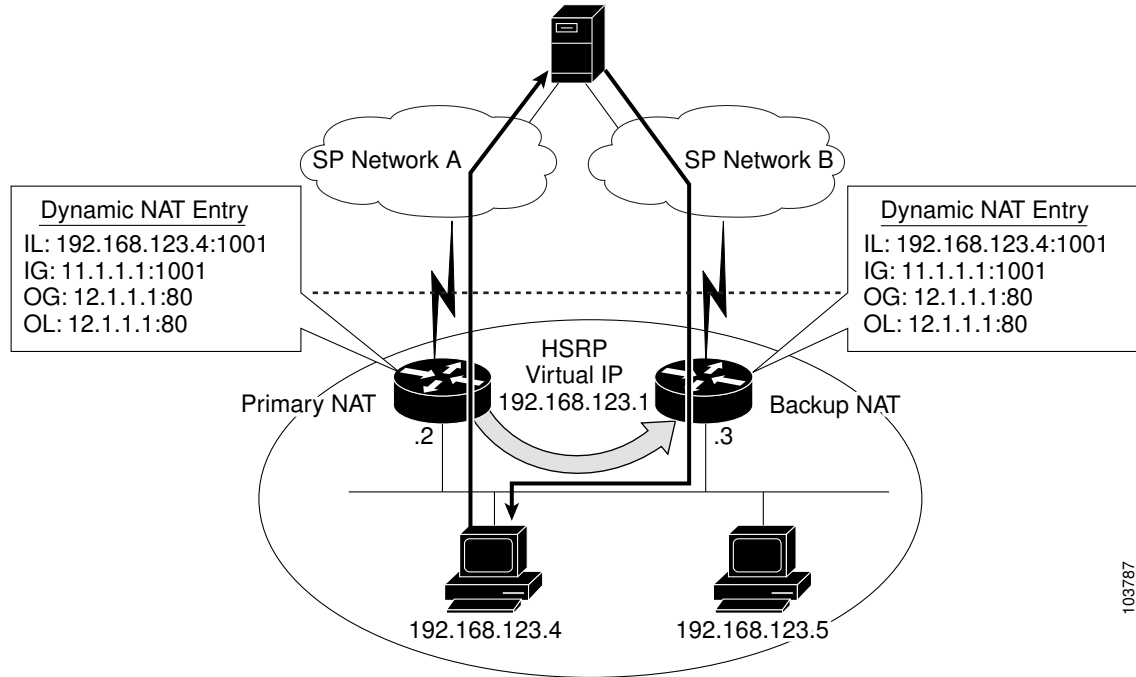 SP Network A
SP Network B
Dynamic NAT Entry
IL: 192.168.123.4:1001
IG: 11.1.1.1:1001
OG: 12.1.1.1:80
OL: 12.1.1.1:80
Dynamic NAT Entry
IL: 192.168.123.4:1001
IG: 11.1.1.1:1001
OG: 12.1.1.1:80
OL: 12.1.1.1:80
HSRP
Virtual IP
192.168.123.1
Primary NAT
Backup NAT
.2
.3
192.168.123.4
192.168.123.5
103787